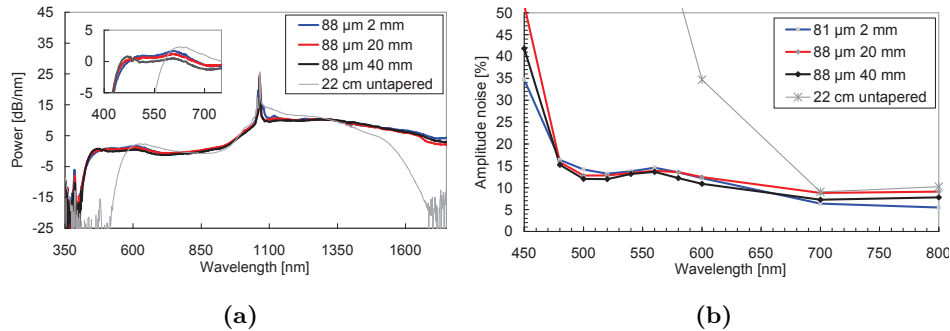 45
35
25
15
5
-5
-15
-25
Power [dB/nm]
5
0
-5
400 550 700
88 µm 2 mm
88 µm 20 mm
88 µm 40 mm
22 cm untapered
350 600 850 1100 1350 1600
Wavelength [nm]
(a)
50
45
40
35
30
25
20
15
10
5
0
Amplitude noise [%]
81 µm 2 mm
88 µm 20 mm
88 µm 40 mm
22 cm untapered
450 500 550 600 650 700 750 800
Wavelength [nm]
(b)